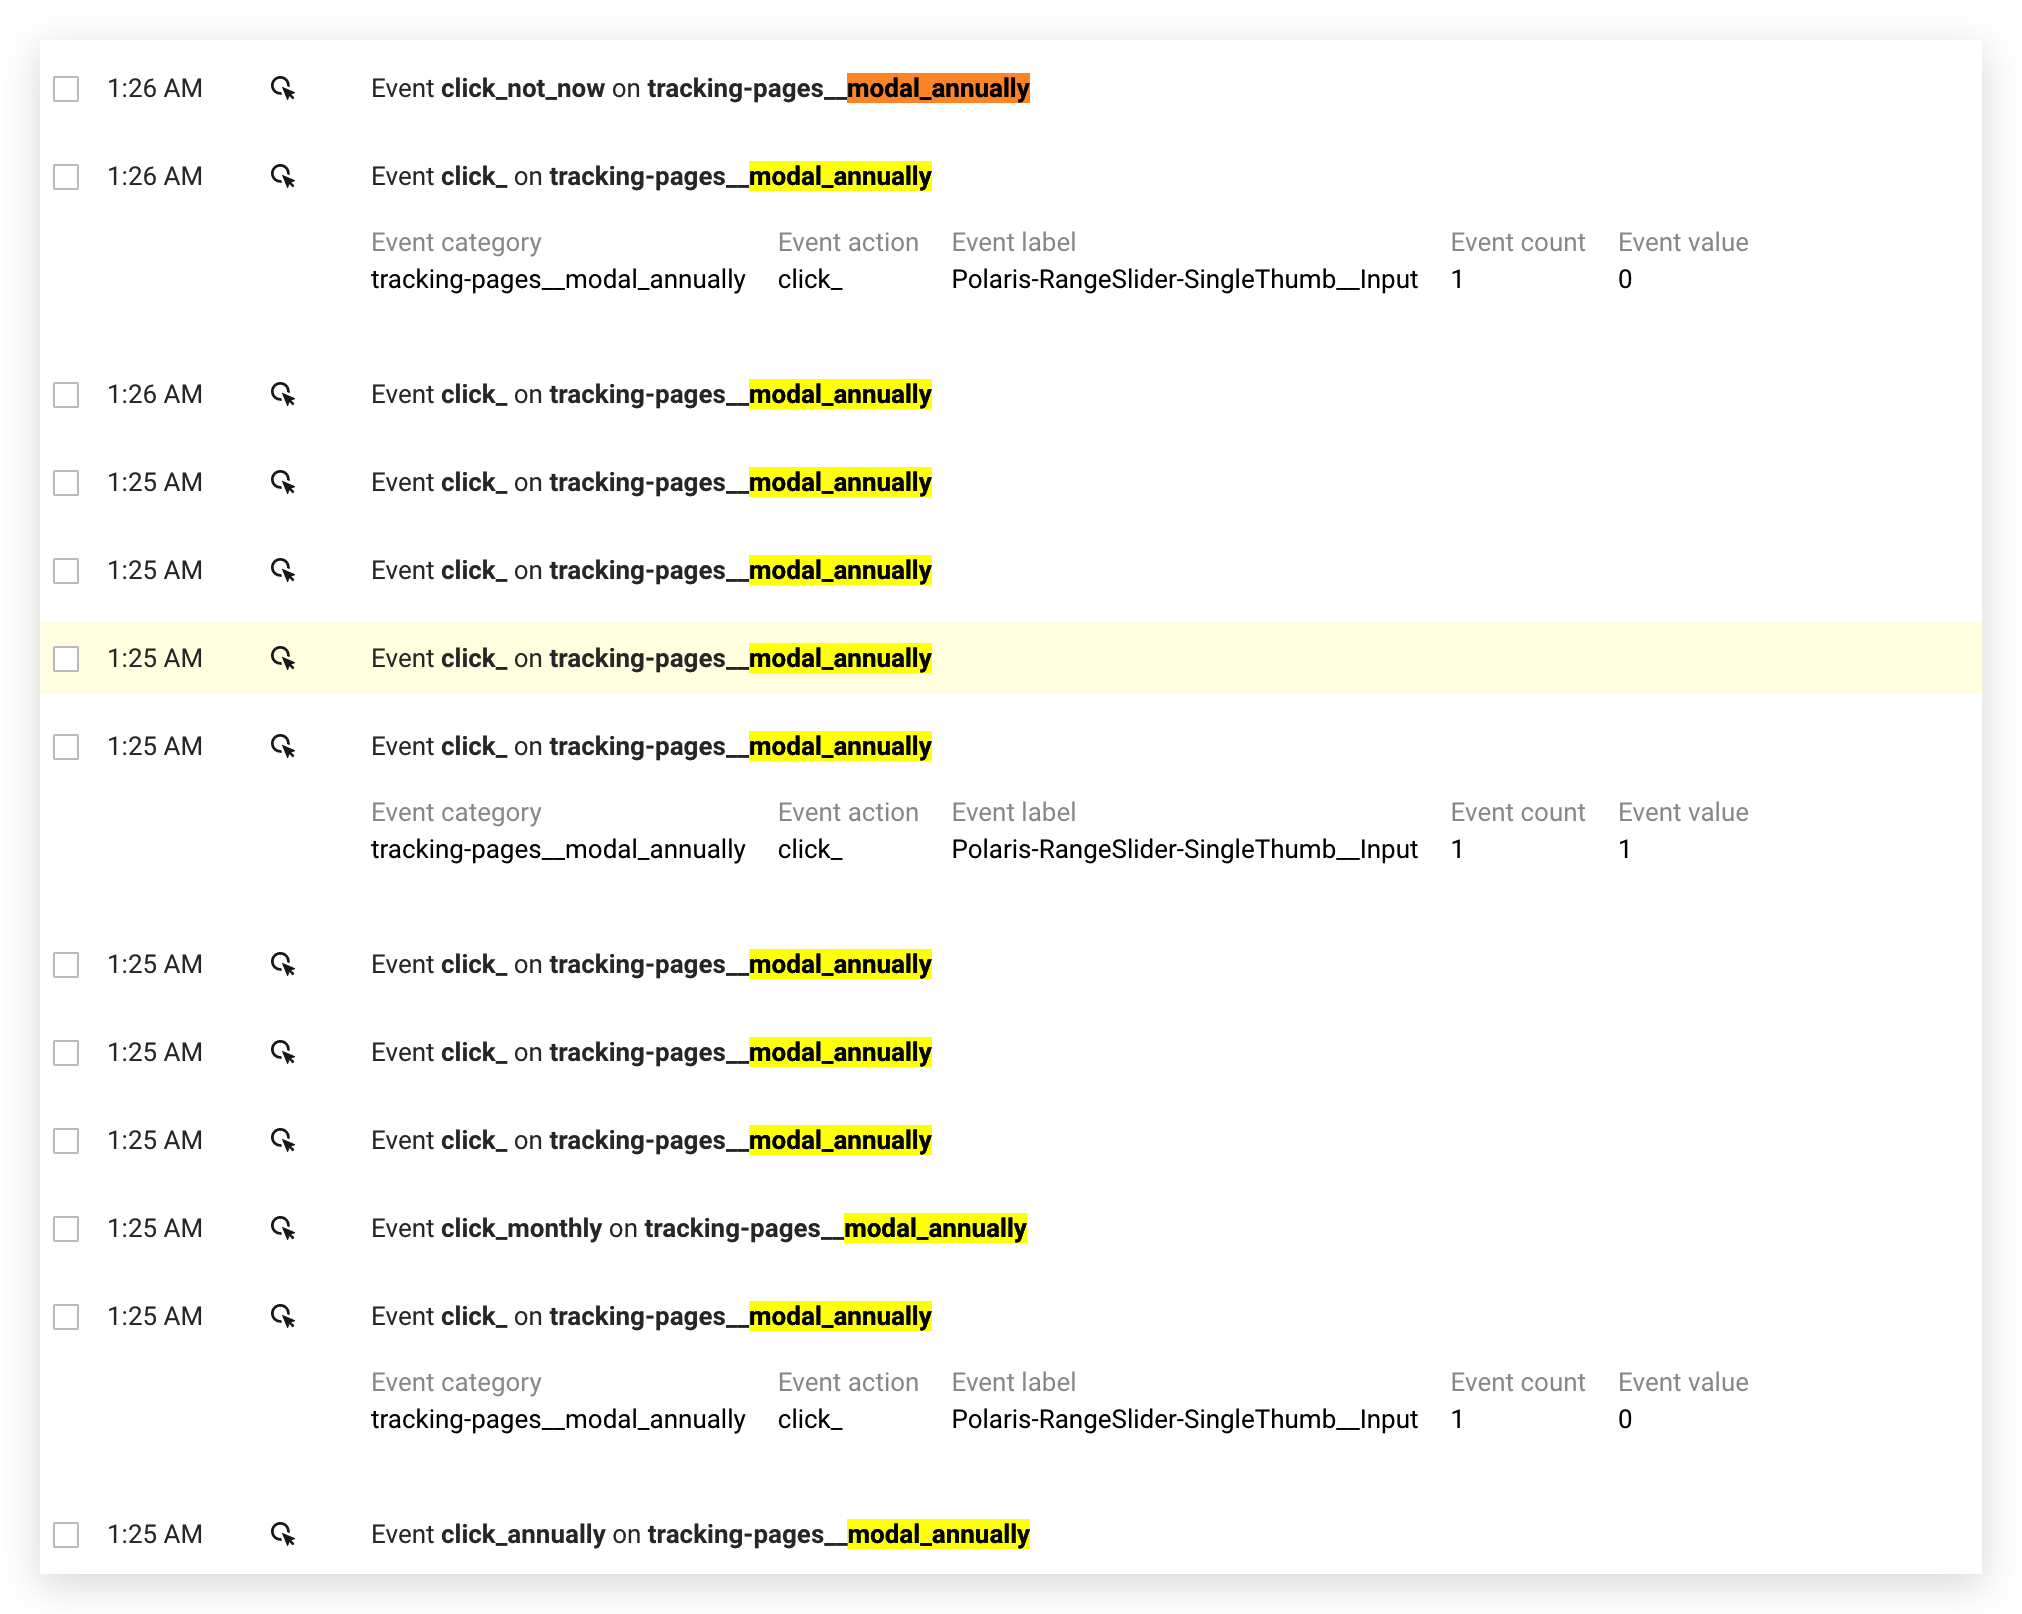 1:26 AM Event click_not_now on tracking-pages__modal_annually
1:26 AM Event click_ on tracking-pages__modal_annually
Event category Event action Event label Event count Event value
tracking-pages__modal_annually click_ Polaris-RangeSlider-SingleThumb__Input 1 0
1:26 AM Event click_ on tracking-pages__modal_annually
1:25 AM Event click_ on tracking-pages__modal_annually
1:25 AM Event click_ on tracking-pages__modal_annually
1:25 AM Event click_ on tracking-pages__modal_annually
1:25 AM Event click_ on tracking-pages__modal_annually
Event category Event action Event label Event count Event value
tracking-pages__modal_annually click_ Polaris-RangeSlider-SingleThumb__Input 1 1
1:25 AM Event click_ on tracking-pages__modal_annually
1:25 AM Event click_ on tracking-pages__modal_annually
1:25 AM Event click_ on tracking-pages__modal_annually
1:25 AM Event click_monthly on tracking-pages__modal_annually
1:25 AM Event click_ on tracking-pages__modal_annually
Event category Event action Event label Event count Event value
tracking-pages__modal_annually click_ Polaris-RangeSlider-SingleThumb__Input 1 0
1:25 AM Event click_annually on tracking-pages__modal_annually